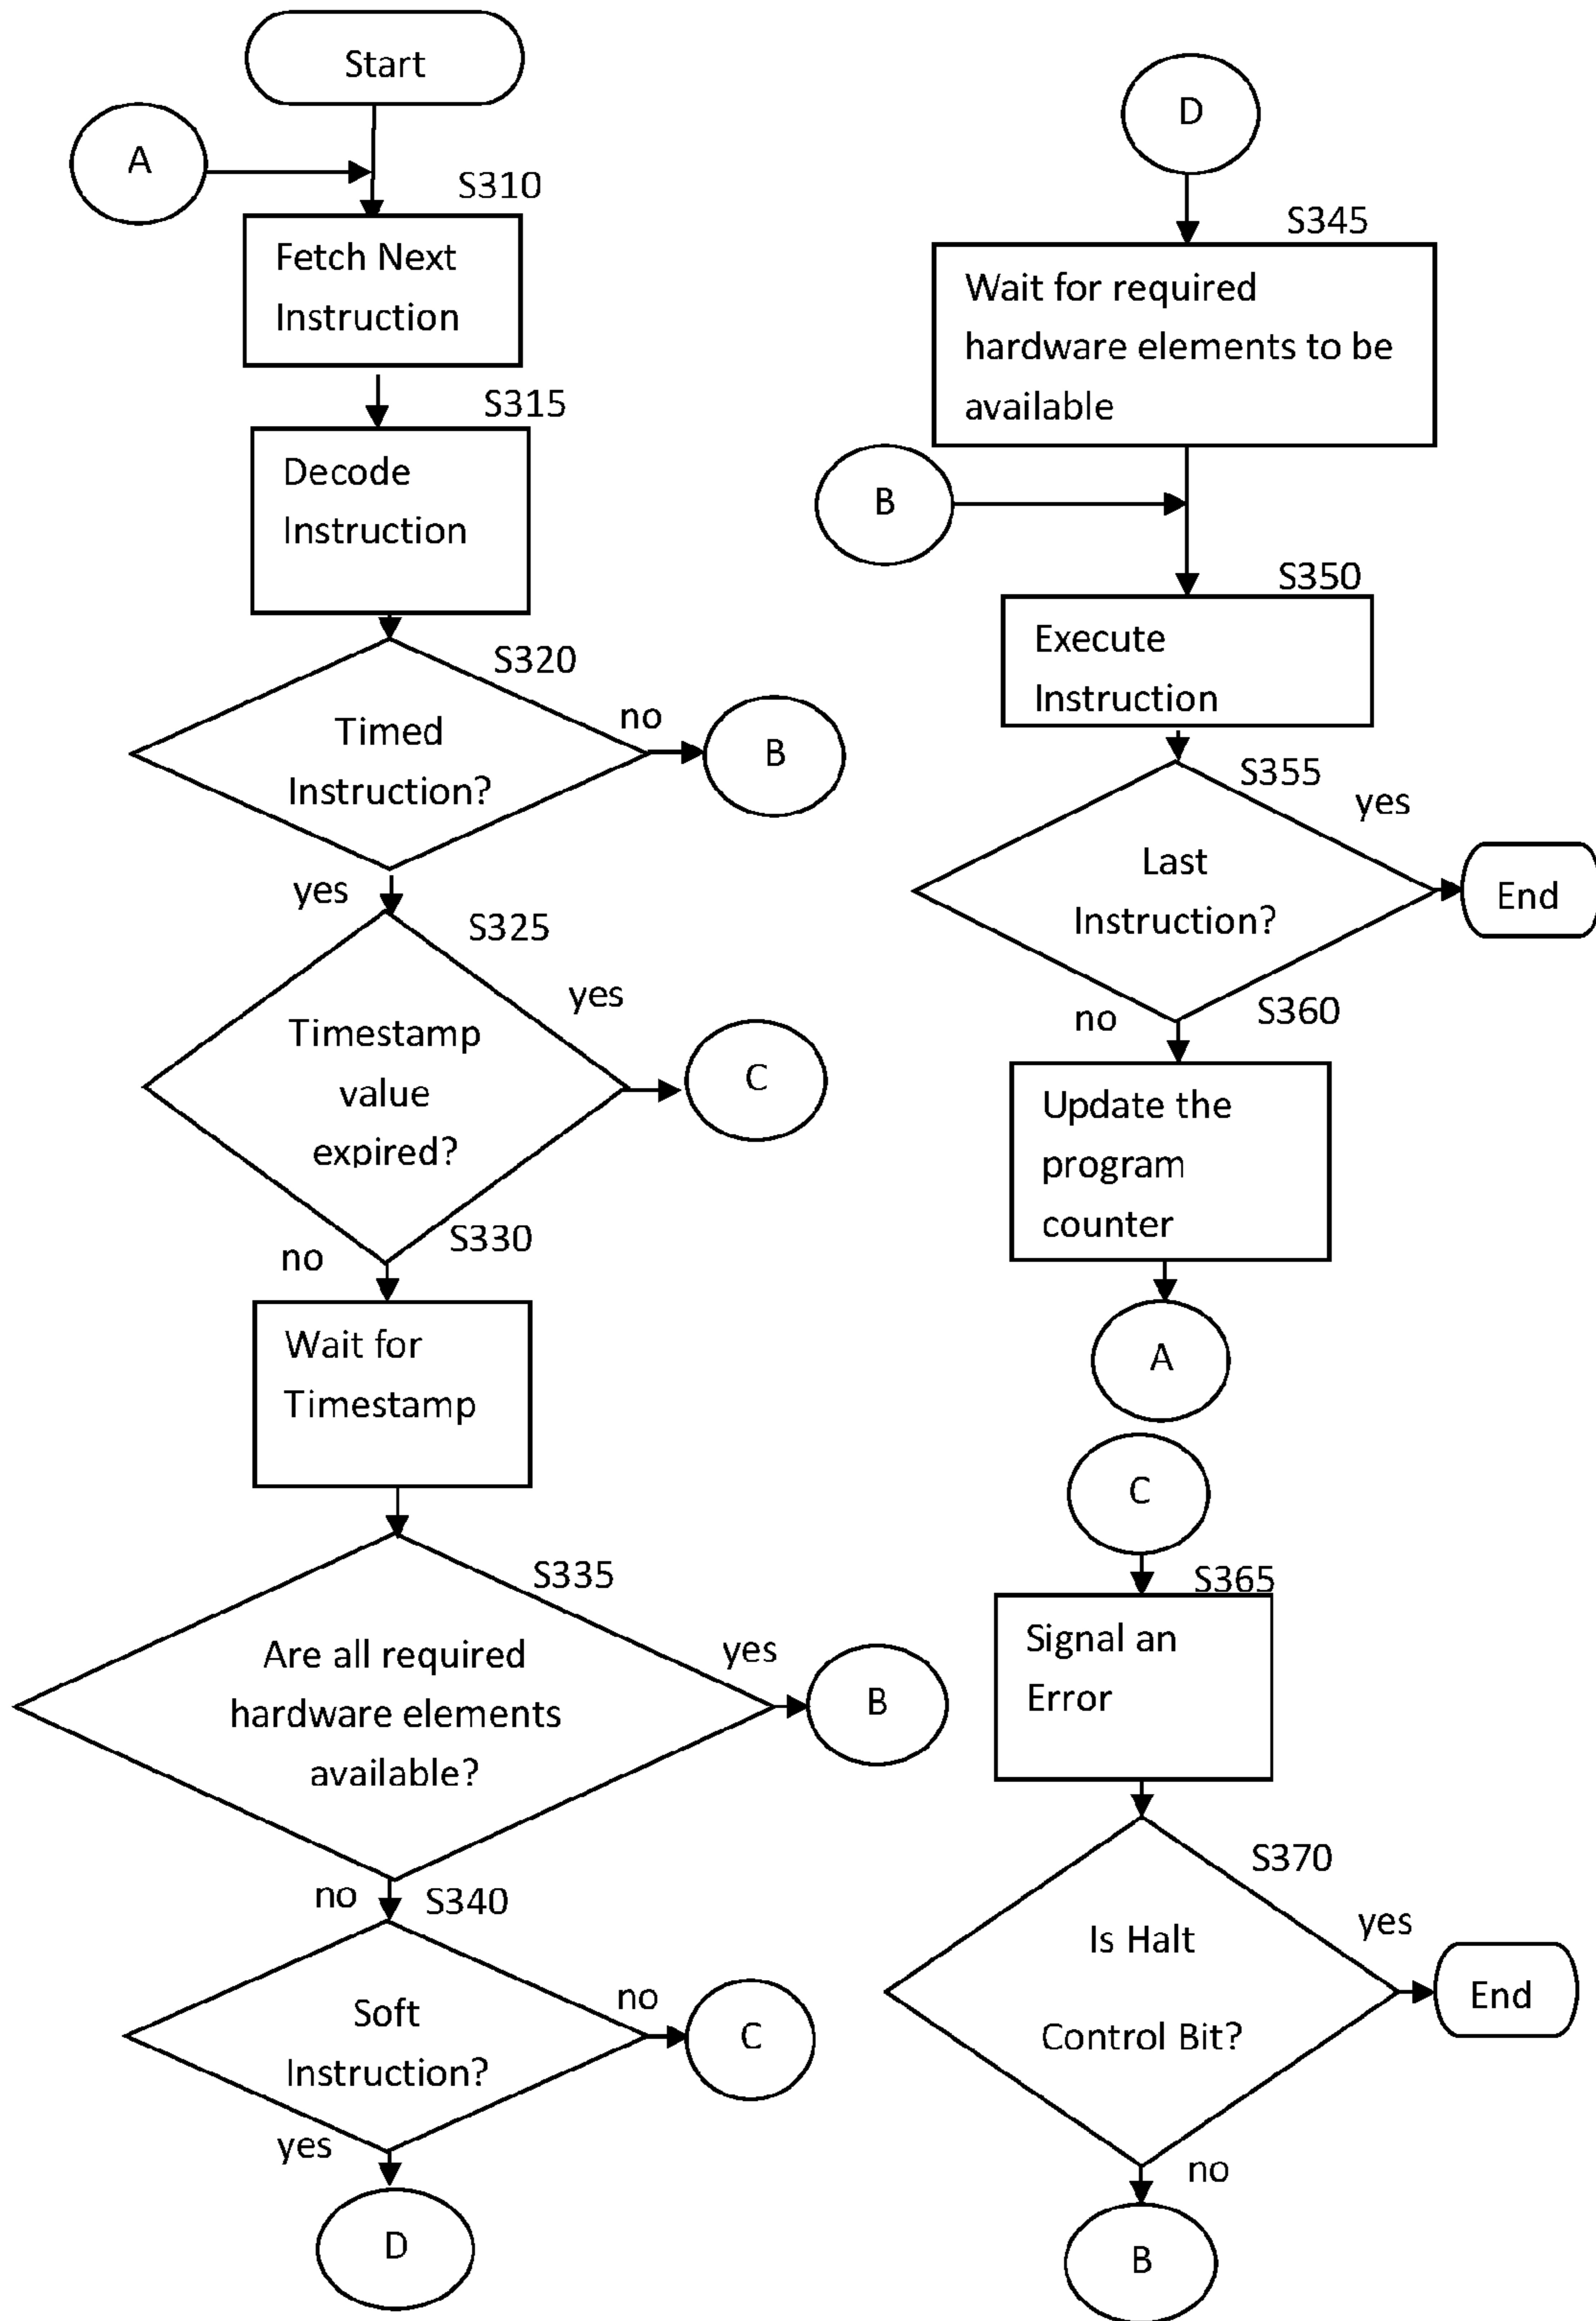 Start
A
S310
Fetch Next
Instruction
S315
Decode
Instruction
S320
Timed
Instruction?
no
B
yes
S325
yes
Timestamp
value
expired?
C
S330
no
Wait for
Timestamp
S335
Are all required
hardware elements
available?
yes
B
no
S340
Soft
Instruction?
no
C
yes
D
D
S345
Wait for required
hardware elements to be
available
B
S350
Execute
Instruction
S355
yes
Last
Instruction?
End
S360
no
Update the
program
counter
A
C
S365
Signal an
Error
S370
Is Halt
Control Bit?
yes
End
no
B